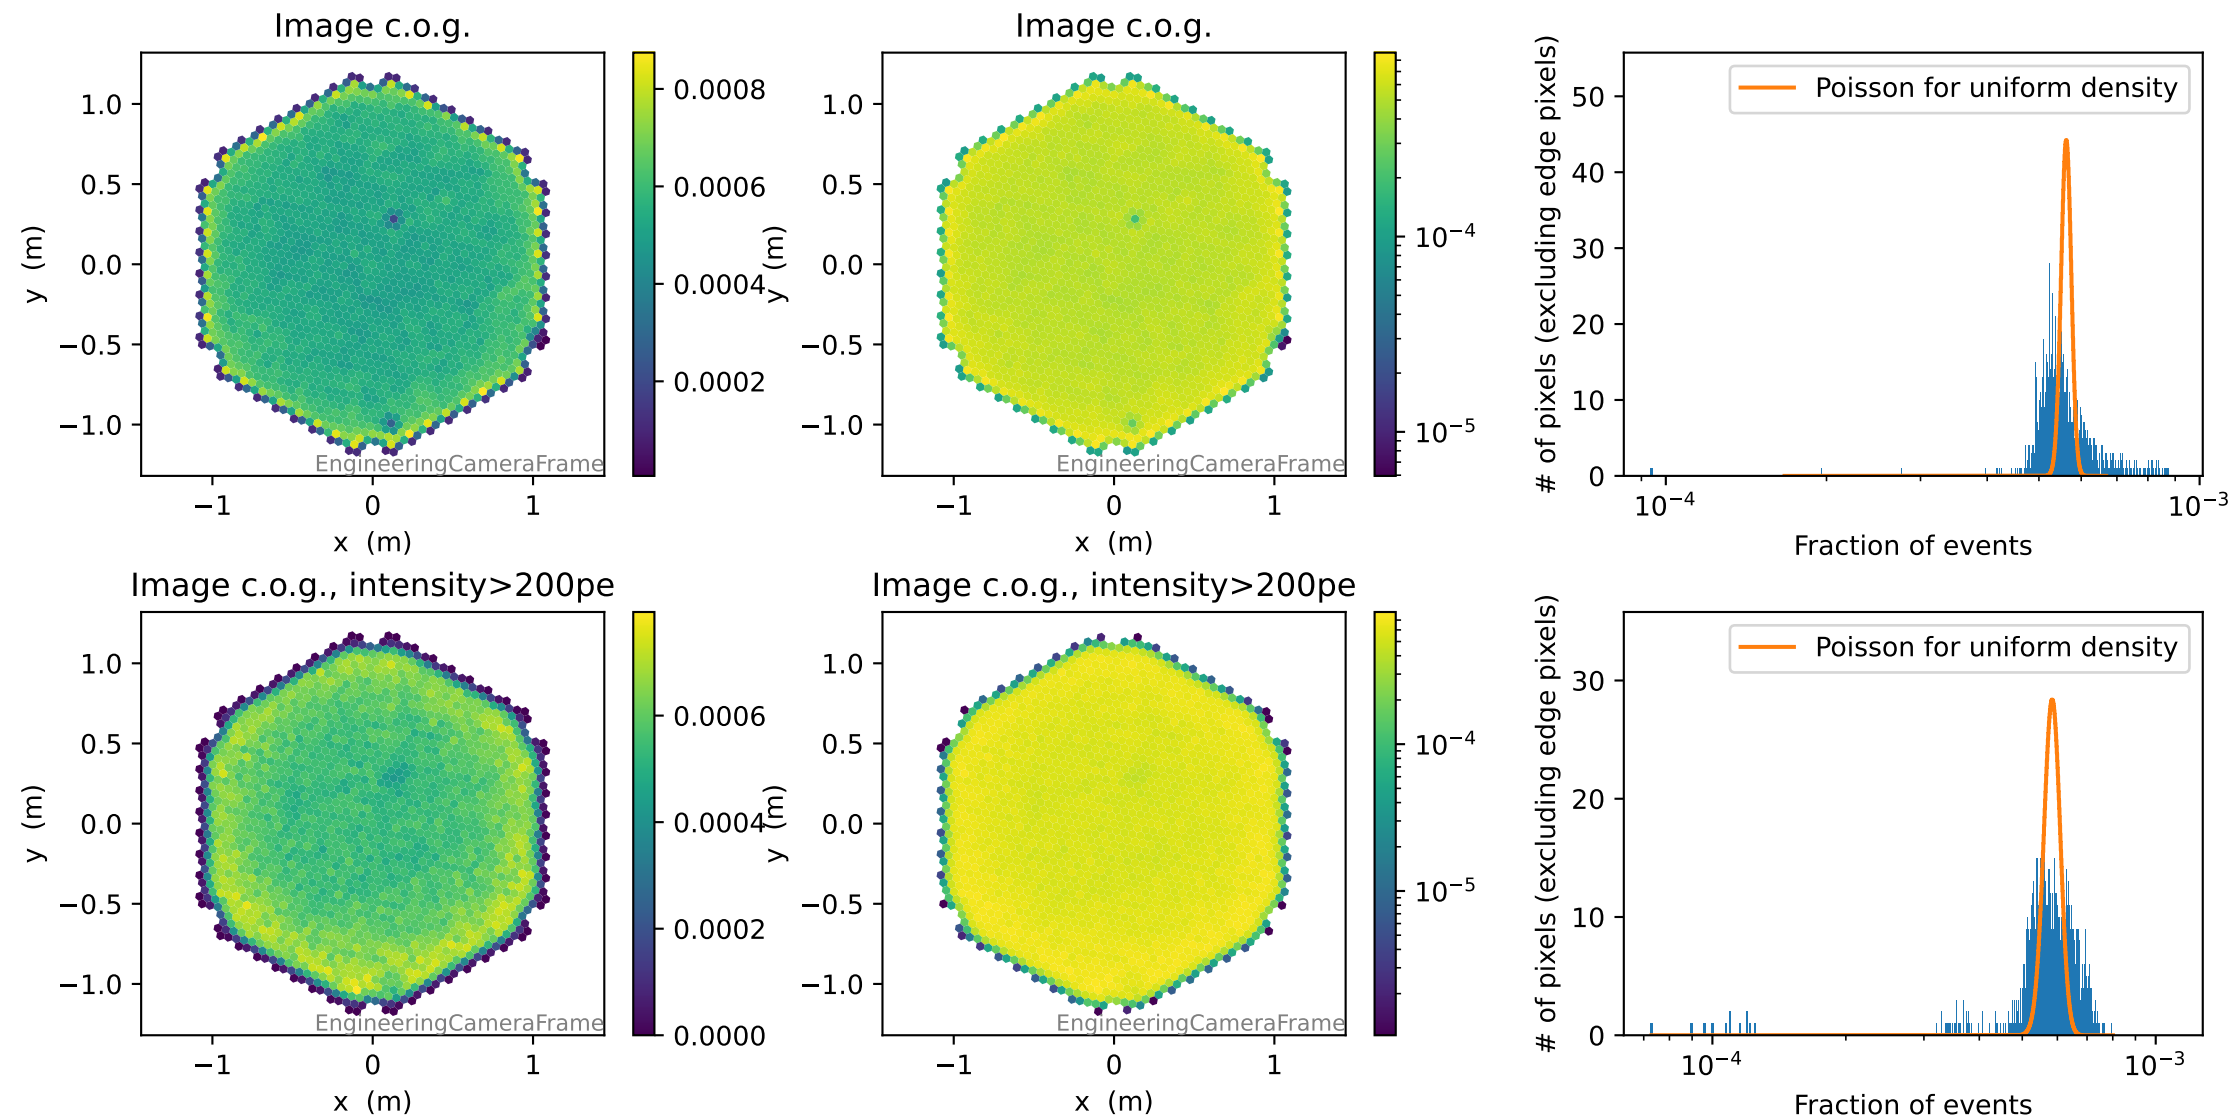 Image c.o.g.
y (m)
1.0
0.5
0.0
−0.5
−1.0
−1 0 1
x (m)
EngineeringCameraFrame
0.0008
0.0006
0.0004
0.0002
Image c.o.g.
y (m)
1.0
0.5
0.0
−0.5
−1.0
−1 0 1
x (m)
EngineeringCameraFrame
10−4
10−5
# of pixels (excluding edge pixels)
50
40
30
20
10
0
Poisson for uniform density
10−4 10−3
Fraction of events
Image c.o.g., intensity>200pe
y (m)
1.0
0.5
0.0
−0.5
−1.0
−1 0 1
x (m)
EngineeringCameraFrame
0.0006
0.0004
0.0002
0.0000
Image c.o.g., intensity>200pe
y (m)
1.0
0.5
0.0
−0.5
−1.0
−1 0 1
x (m)
EngineeringCameraFrame
10−4
10−5
# of pixels (excluding edge pixels)
30
20
10
0
Poisson for uniform density
10−4 10−3
Fraction of events